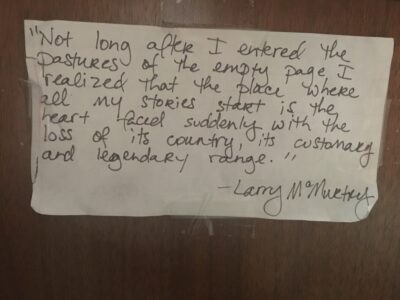 "Not long after I entered the
pastures of the empty page I
realized that the place where
all my stories start is the
heart faced suddenly with the
loss of its country, its customary
and legendary range."
-Larry McMurtry